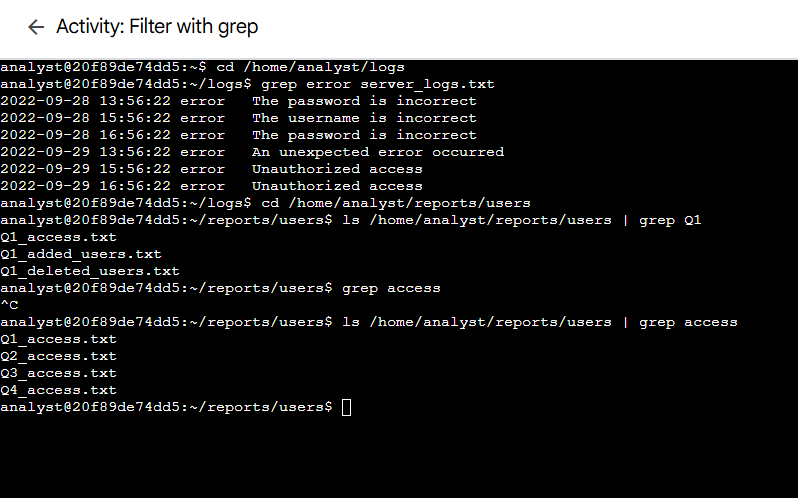 ← Activity: Filter with grep
analyst@20f89de74dd5:~$ cd /home/analyst/logs
analyst@20f89de74dd5:~/logs$ grep error server_logs.txt
2022-09-28 13:56:22 error   The password is incorrect
2022-09-28 15:56:22 error   The username is incorrect
2022-09-28 16:56:22 error   The password is incorrect
2022-09-29 13:56:22 error   An unexpected error occurred
2022-09-29 15:56:22 error   Unauthorized access
2022-09-29 16:56:22 error   Unauthorized access
analyst@20f89de74dd5:~/logs$ cd /home/analyst/reports/users
analyst@20f89de74dd5:~/reports/users$ ls /home/analyst/reports/users | grep Q1
Q1_access.txt
Q1_added_users.txt
Q1_deleted_users.txt
analyst@20f89de74dd5:~/reports/users$ grep access
^C
analyst@20f89de74dd5:~/reports/users$ ls /home/analyst/reports/users | grep access
Q1_access.txt
Q2_access.txt
Q3_access.txt
Q4_access.txt
analyst@20f89de74dd5:~/reports/users$